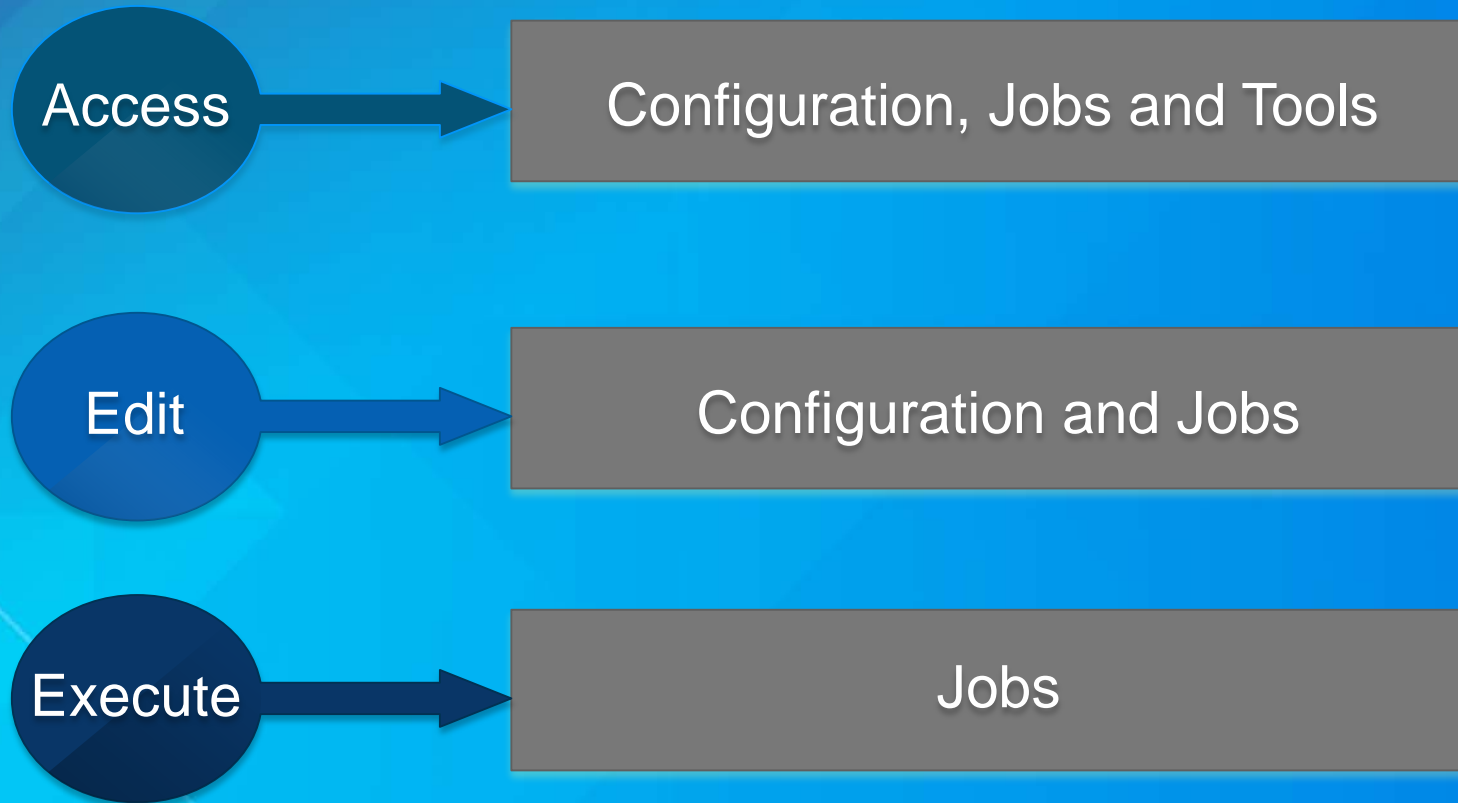 Access
Configuration, Jobs and Tools
Edit
Configuration and Jobs
Execute
Jobs